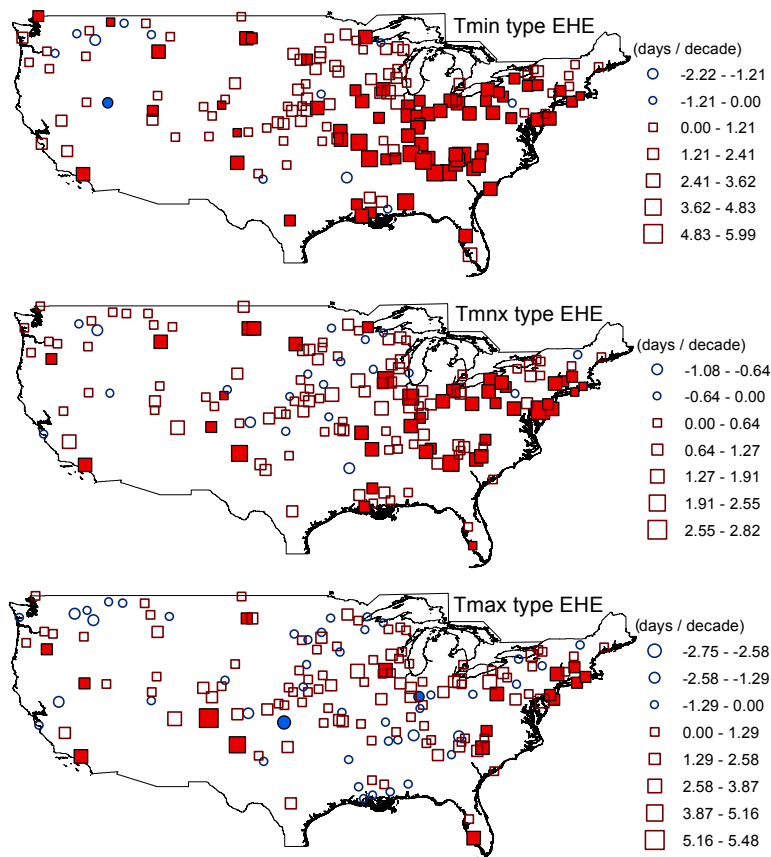 Tmin type EHE
(days / decade)
-2.22 - -1.21
-1.21 - 0.00
0.00 - 1.21
1.21 - 2.41
2.41 - 3.62
3.62 - 4.83
4.83 - 5.99
Tmnx type EHE
(days / decade)
-1.08 - -0.64
-0.64 - 0.00
0.00 - 0.64
0.64 - 1.27
1.27 - 1.91
1.91 - 2.55
2.55 - 2.82
Tmax type EHE
(days / decade)
-2.75 - -2.58
-2.58 - -1.29
-1.29 - 0.00
0.00 - 1.29
1.29 - 2.58
2.58 - 3.87
3.87 - 5.16
5.16 - 5.48